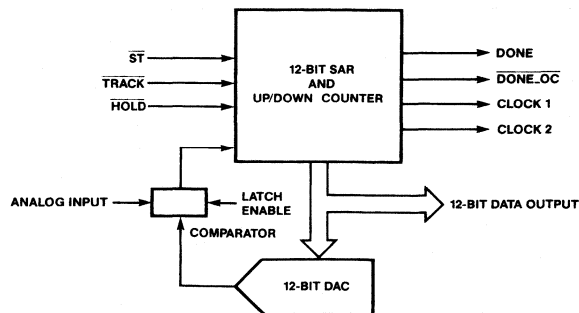 ST
TRACK
HOLD
12-BIT SAR
AND
UP/DOWN COUNTER
DONE
DONE_OC
CLOCK 1
CLOCK 2
ANALOG INPUT
LATCH
ENABLE
COMPARATOR
12-BIT DATA OUTPUT
12-BIT DAC